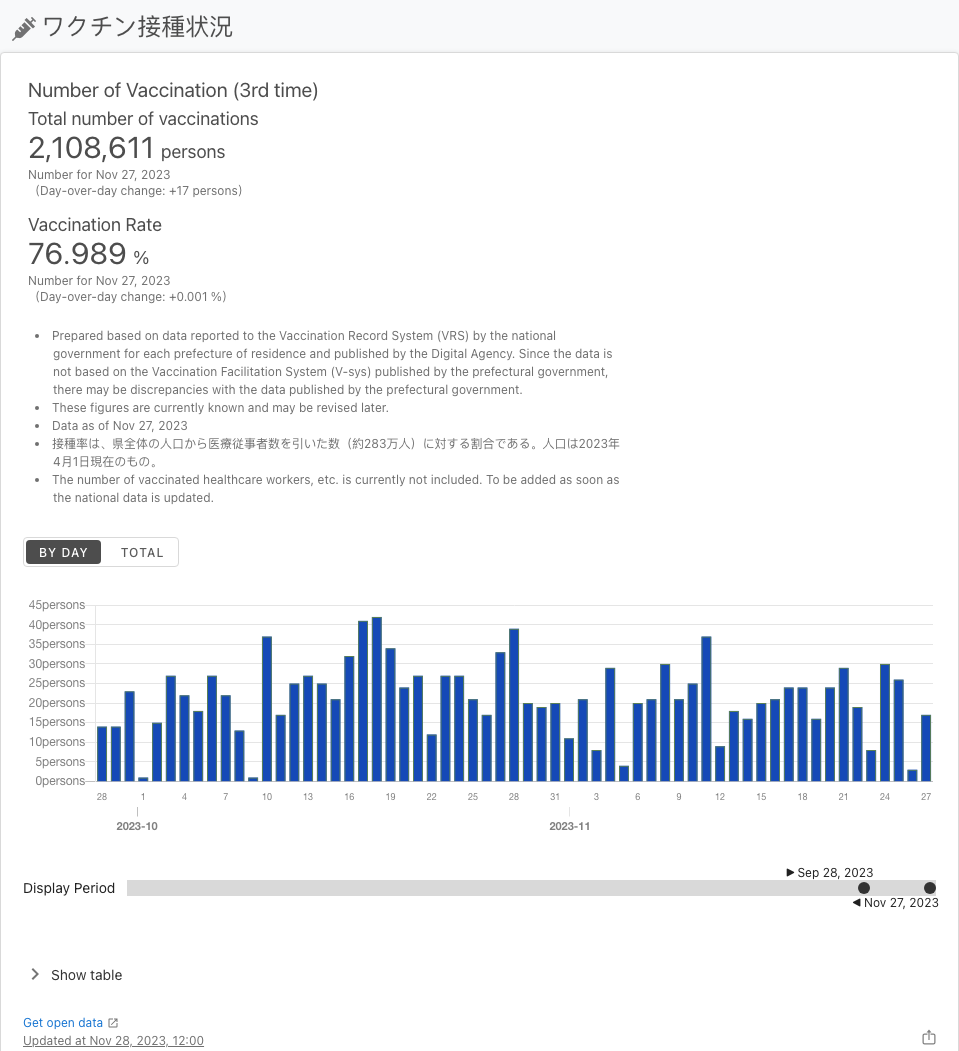 ワクチン接種状況
Number of Vaccination (3rd time)
Total number of vaccinations
2,108,611 persons
Number for Nov 27, 2023
(Day-over-day change: +17 persons)
Vaccination Rate
76.989 %
Number for Nov 27, 2023
(Day-over-day change: +0.001 %)
• Prepared based on data reported to the Vaccination Record System (VRS) by the national
government for each prefecture of residence and published by the Digital Agency. Since the data is
not based on the Vaccination Facilitation System (V-sys) published by the prefectural government,
there may be discrepancies with the data published by the prefectural government.
• These figures are currently known and may be revised later.
• Data as of Nov 27, 2023
• 接種率は、県全体の人口から医療従事者数を引いた数（約283万人）に対する割合である。人口は2023年
4月1日現在のもの。
• The number of vaccinated healthcare workers, etc. is currently not included. To be added as soon as
the national data is updated.
BY DAY TOTAL
45persons
40persons
35persons
30persons
25persons
20persons
15persons
10persons
5persons
0persons
28 1 4 7 10 13 16 19 22 25 28 31 3 6 9 12 15 18 21 24 27
2023-10 2023-11
Sep 28, 2023
Display Period
Nov 27, 2023
Show table
Get open data
Updated at Nov 28, 2023, 12:00